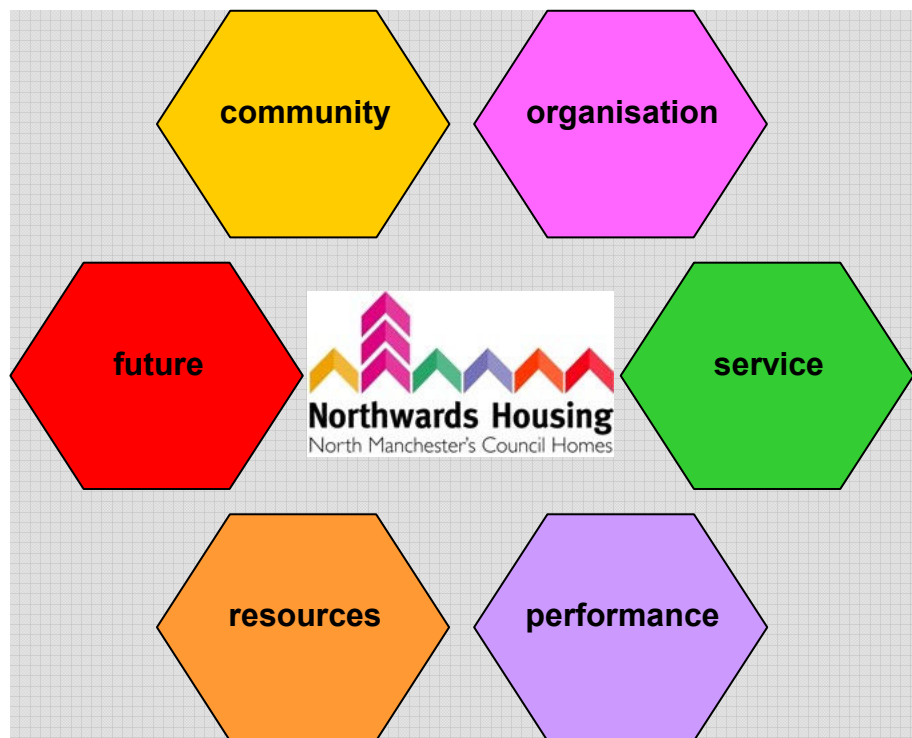 community
organisation
future
Northwards Housing
North Manchester's Council Homes
service
resources
performance